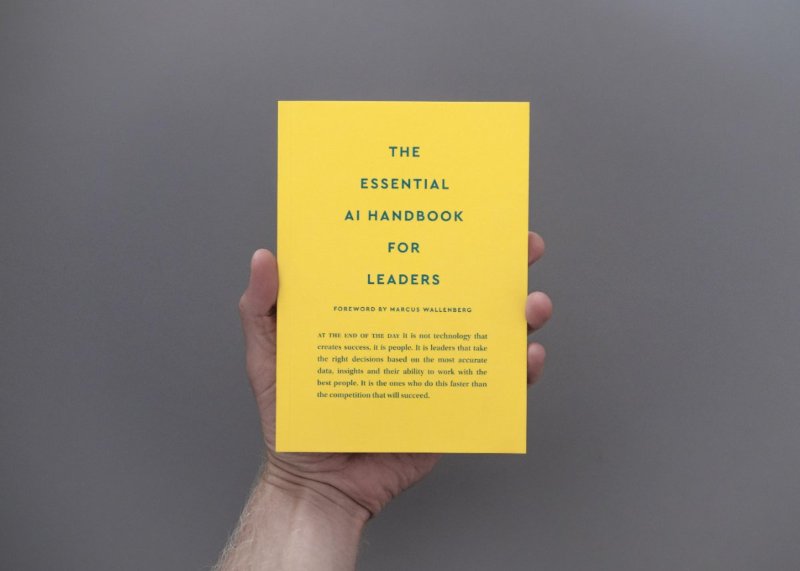 THE
ESSENTIAL
AI HANDBOOK
FOR
LEADERS
FOREWORD BY MARCUS WALLENBERG
AT THE END OF THE DAY it is not technology that
creates success, it is people. It is leaders that take
the right decisions based on the most accurate
data, insights and their ability to work with the
best people. It is the ones who do this faster than
the competition that will succeed.